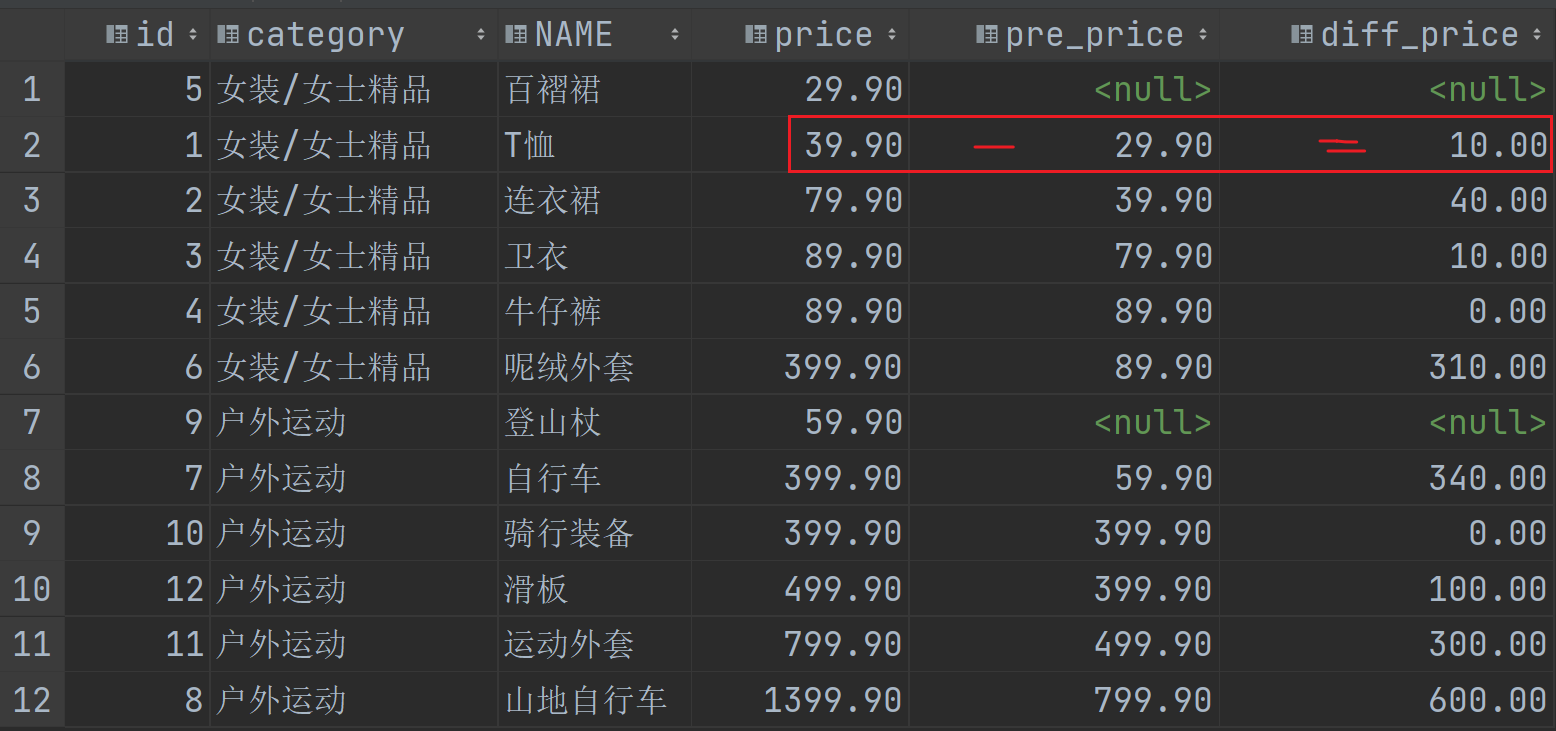 id category NAME price pre_price diff_price
1 5 女装/女士精品 百褶裙 29.90 <null> <null>
2 1 女装/女士精品 T恤 39.90 — 29.90 = 10.00
3 2 女装/女士精品 连衣裙 79.90 39.90 40.00
4 3 女装/女士精品 卫衣 89.90 79.90 10.00
5 4 女装/女士精品 牛仔裤 89.90 89.90 0.00
6 6 女装/女士精品 呢绒外套 399.90 89.90 310.00
7 9 户外运动 登山杖 59.90 <null> <null>
8 7 户外运动 自行车 399.90 59.90 340.00
9 10 户外运动 骑行装备 399.90 399.90 0.00
10 12 户外运动 滑板 499.90 399.90 100.00
11 11 户外运动 运动外套 799.90 499.90 300.00
12 8 户外运动 山地自行车 1399.90 799.90 600.00